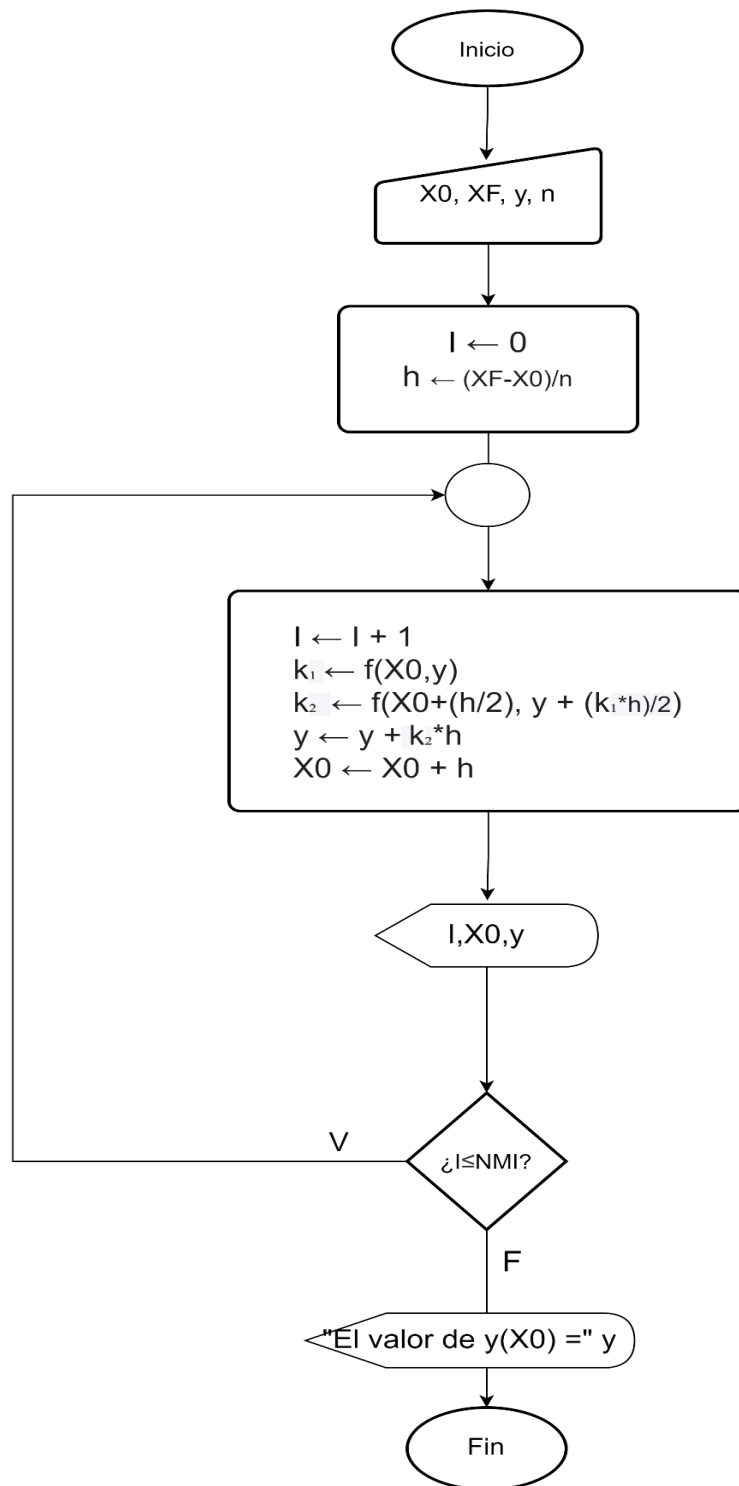 Inicio
X0, XF, y, n
I ← 0
h ← (XF-X0)/n
I ← I + 1
k₁ ← f(X0,y)
k₂ ← f(X0+(h/2), y + (k₁*h)/2)
y ← y + k₂*h
X0 ← X0 + h
I,X0,y
V
¿I≤NMI?
F
"El valor de y(X0) =" y
Fin